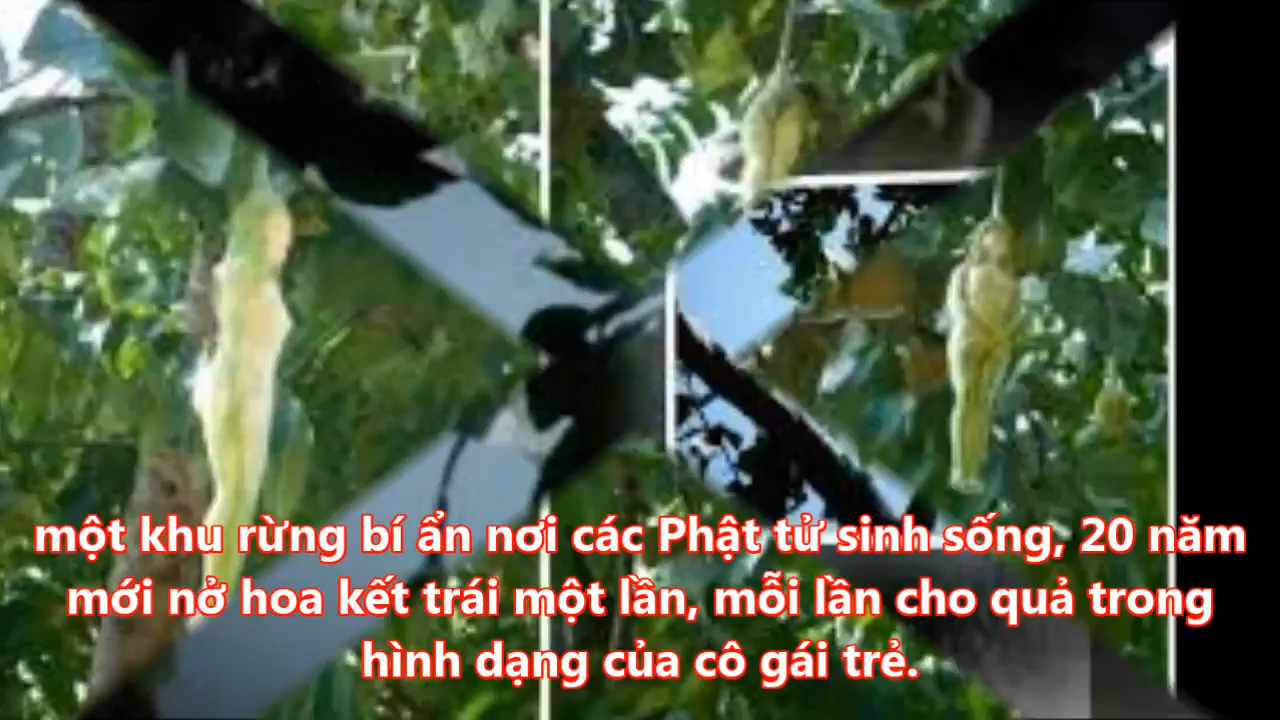 một khu rừng bí ẩn nơi các Phật tử sinh sống, 20 năm
mới nở hoa kết trái một lần, mỗi lần cho quả trong
hình dạng của cô gái trẻ.